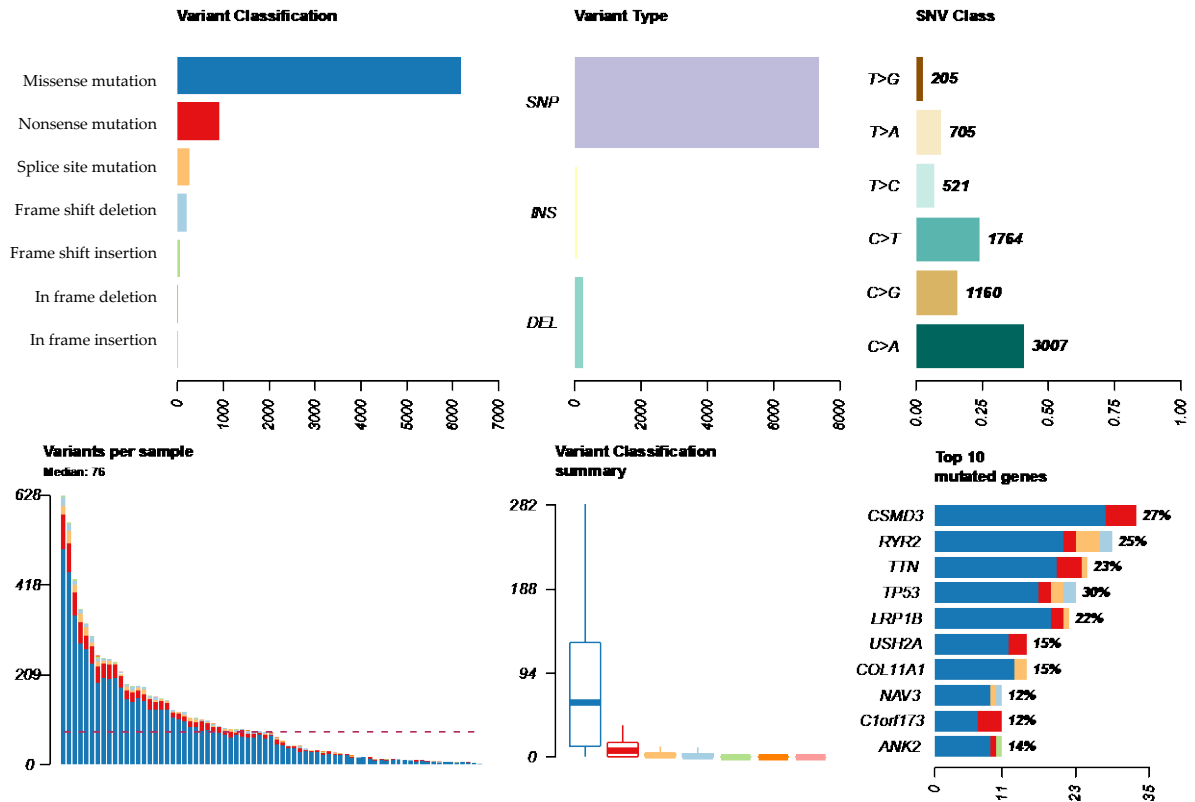 Variant Classification
Missense mutation
Nonsense mutation
Splice site mutation
Frame shift deletion
Frame shift insertion
In frame deletion
In frame insertion
0
1000
2000
3000
4000
5000
6000
7000
Variant Type
SNP
INS
DEL
0
2000
4000
6000
8000
SNV Class
T>G 205
T>A 705
T>C 521
C>T 1764
C>G 1160
C>A 3007
0.00
0.25
0.50
0.75
1.00
Variants per sample
Median: 76
628
418
209
0
Variant Classification
summary
282
188
94
0
Top 10
mutated genes
CSMD3 27%
RYR2 25%
TTN 23%
TP53 30%
LRP1B 22%
USH2A 15%
COL11A1 15%
NAV3 12%
C1orf173 12%
ANK2 14%
0
11
23
35